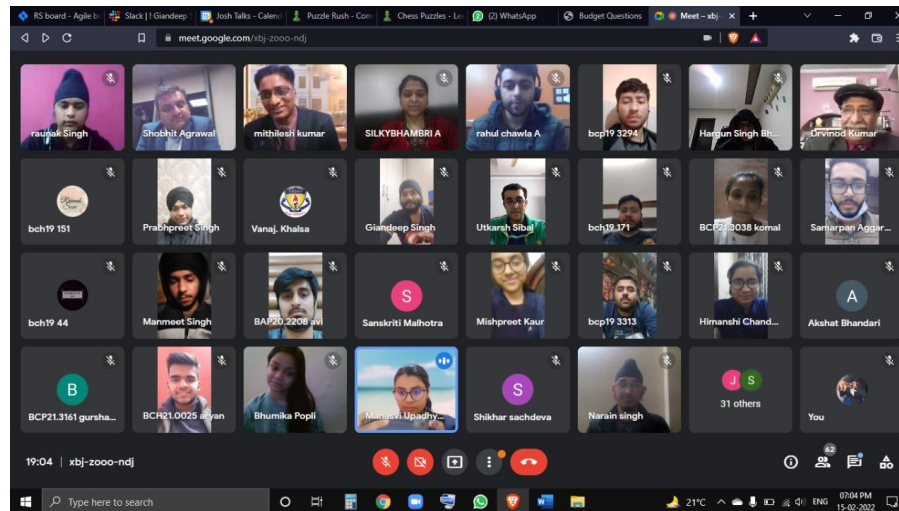 RS board - Agile b
Slack | ! Giandeep S
Josh Talks - Calend
Puzzle Rush - Com
Chess Puzzles - Le
(2) WhatsApp
Budget Questions
Meet – xbj-
meet.google.com/xbj-zooo-ndj
raunak Singh
Shobhit Agrawal
mithilesh kumar
SILKYBHAMBRI A
rahul chawla A
bcp19 3294
Hargun Singh Bh...
Drvinod Kumar
bch19 151
Prabhpreet Singh
Vanaj. Khalsa
Giandeep Singh
Utkarsh Sibal
bch19_171
BCP21.3038 komal
Samarpan Aggar...
bch19 44
Manmeet Singh
BAP20.2208 avi
S
Sanskriti Malhotra
Mishpreet Kaur
bcp19 3313
Himanshi Chand...
A
Akshat Bhandari
B
BCP21.3161 gursha...
BCH21.0025 aryan
Bhumika Popli
Manasvi Upadhy...
S
Shikhar sachdeva
Narain singh
J S
31 others
You
19:04 | xbj-zooo-ndj
62
Type here to search
21°C
ENG
07:04 PM
15-02-2022